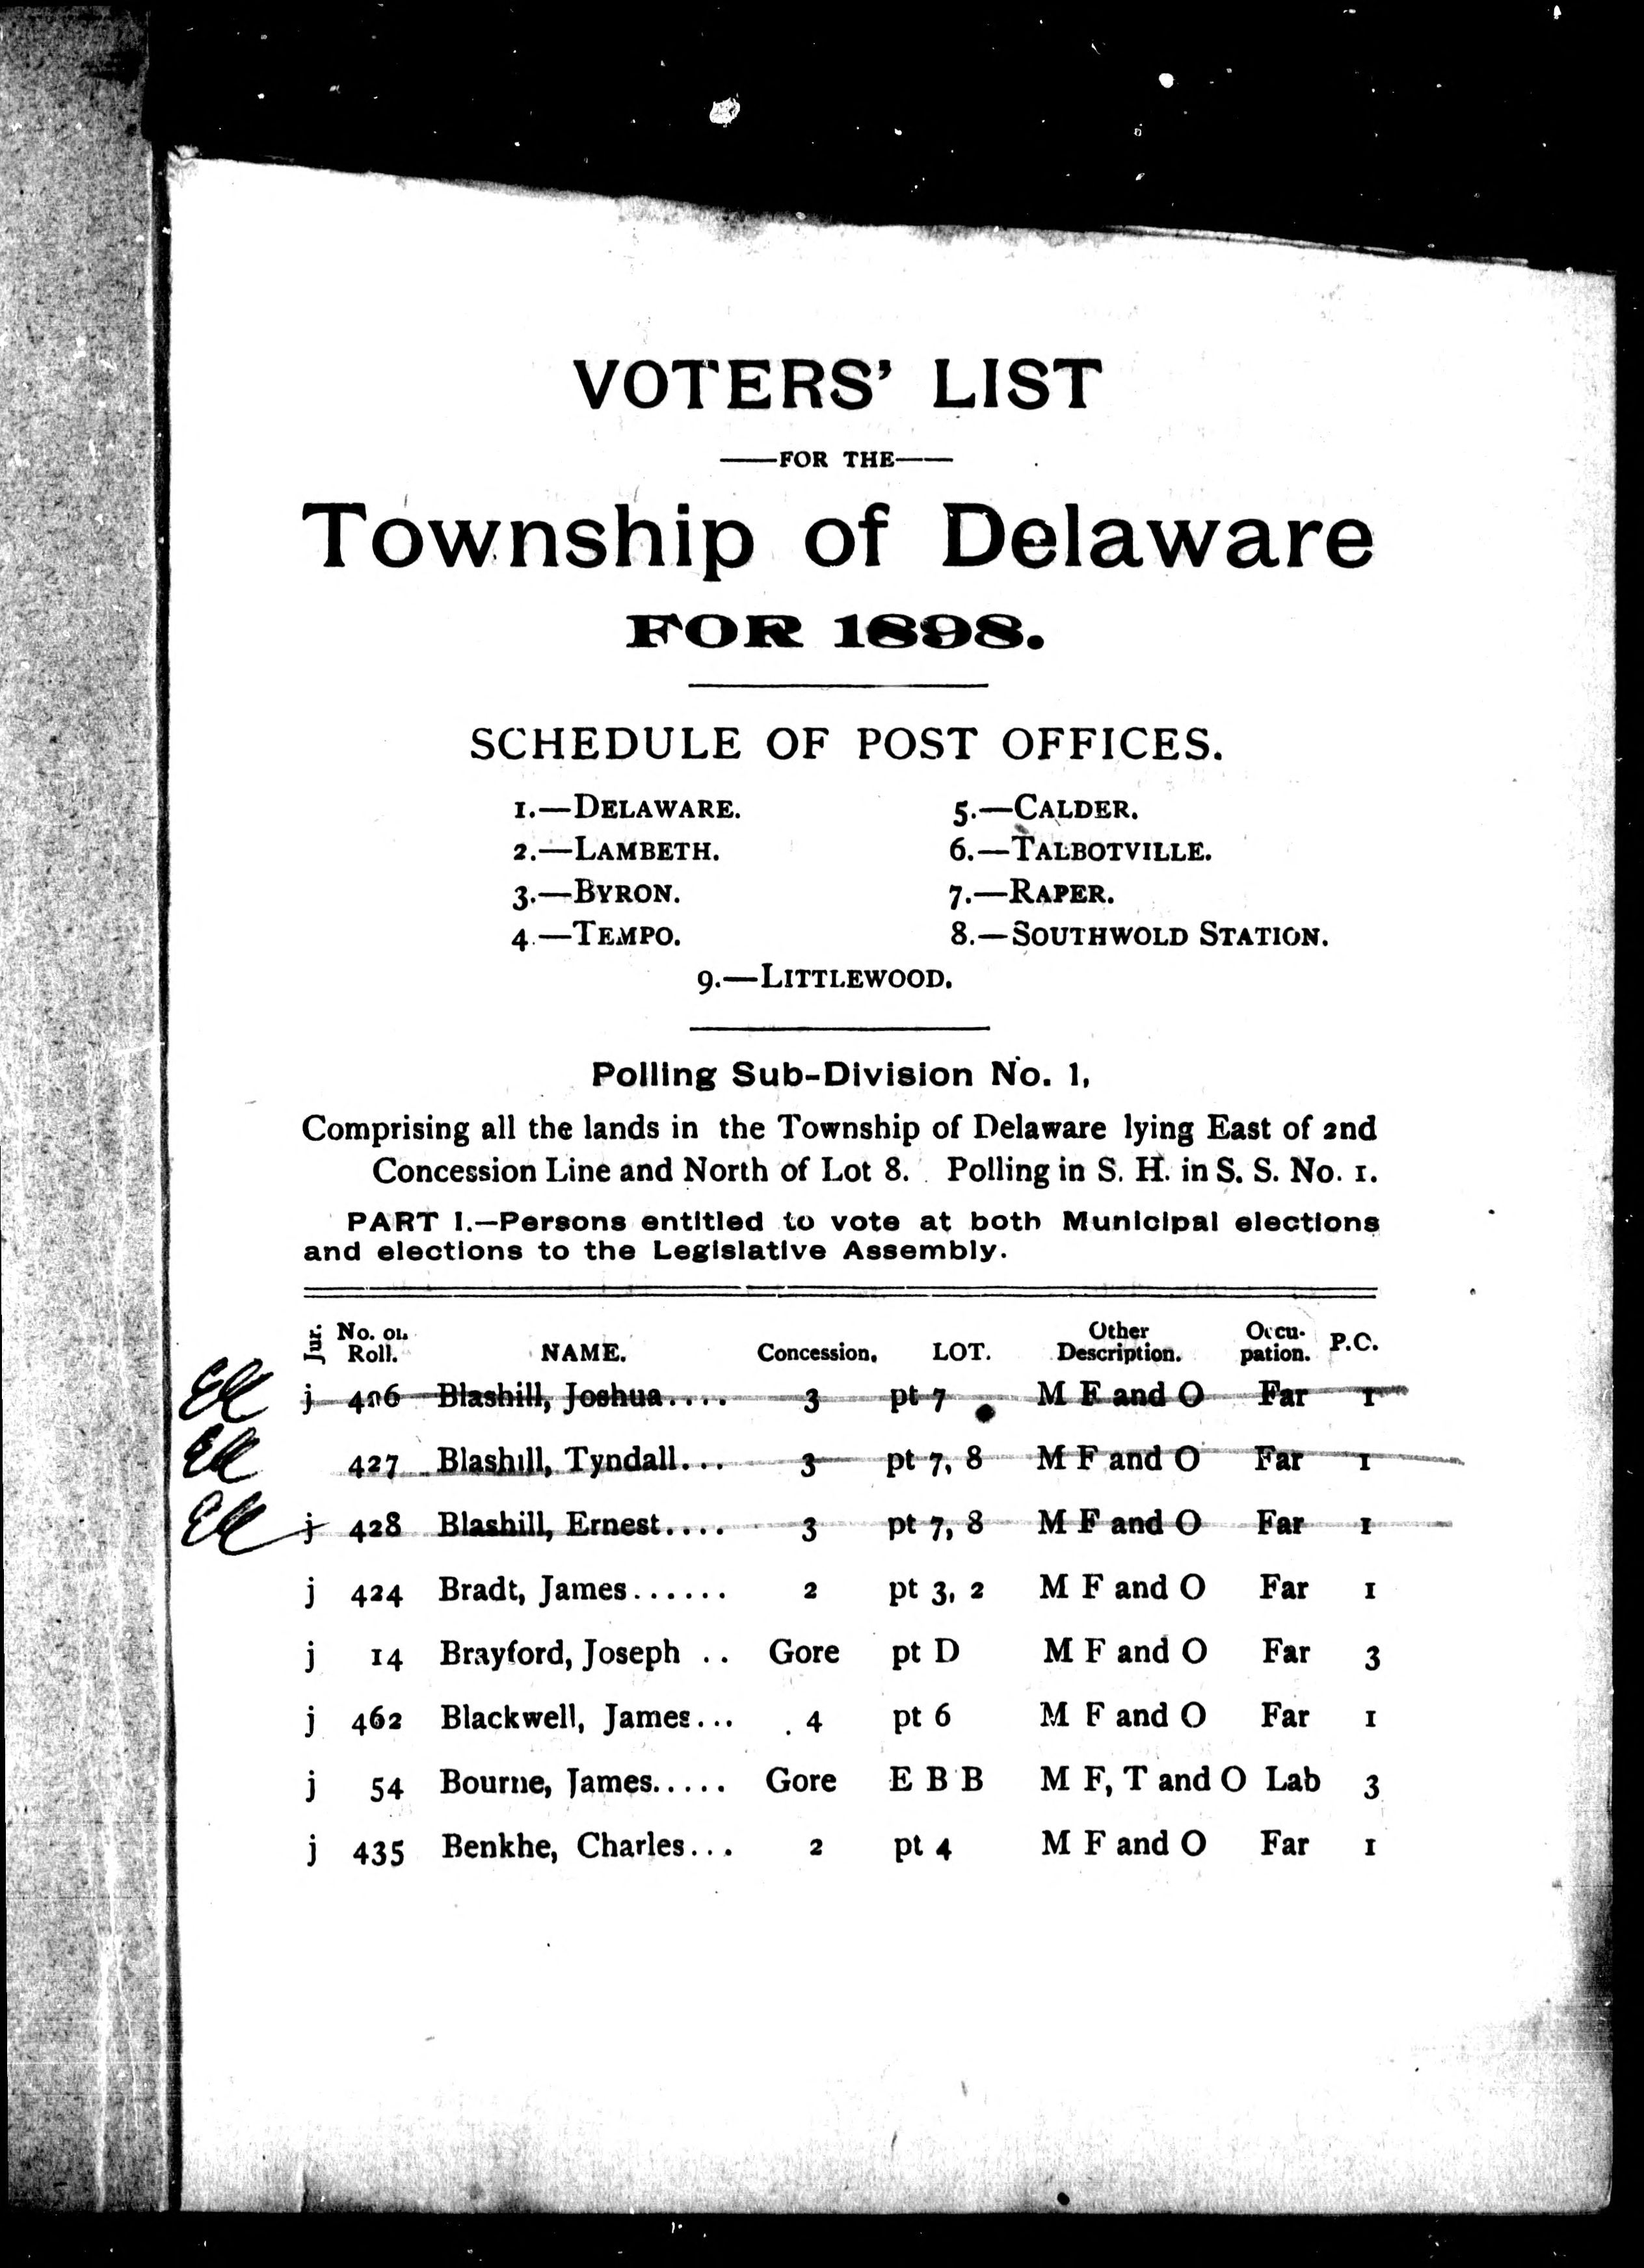 VOTERS' LIST
—FOR THE—
Township of Delaware
FOR 1898.
SCHEDULE OF POST OFFICES.
1.—DELAWARE.
2.—LAMBETH.
3.—BYRON.
4.—TEMPO.
5.—CALDER.
6.—TALBOTVILLE.
7.—RAPER.
8.—SOUTHWOLD STATION.
9.—LITTLEWOOD.
Polling Sub-Division No. 1,
Comprising all the lands in the Township of Delaware lying East of 2nd
Concession Line and North of Lot 8. Polling in S. H. in S. S. No. 1.
PART I.—Persons entitled to vote at both Municipal elections
and elections to the Legislative Assembly.
Jur. No. on Roll. NAME. Concession. LOT. Other Description. Occupation. P.C.
j Blashill, Joshua.... 3 pt 7 M F and O Far 1
427 Blashill, Tyndall... 3 pt 7, 8 M F and O Far 1
j 428 Blashill, Ernest.... 3 pt 7, 8 M F and O Far 1
j 424 Bradt, James...... 2 pt 3, 2 M F and O Far 1
j 14 Brayford, Joseph .. Gore pt D M F and O Far 3
j 462 Blackwell, James... 4 pt 6 M F and O Far 1
j 54 Bourne, James..... Gore E B B M F, T and O Lab 3
j 435 Benkhe, Charles... 2 pt 4 M F and O Far 1